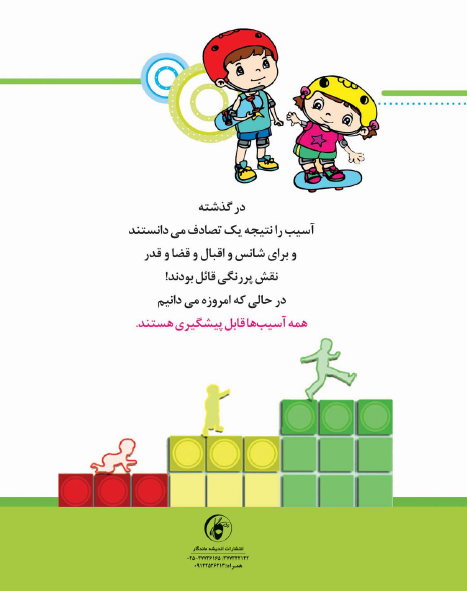 در گذشته
آسیب را نتیجه یک تصادف می دانستند
و برای شانس و اقبال و قضا و قدر
نقش پررنگی قائل بودند!
در حالی که امروزه می دانیم
همه آسیب‌ها قابل پیشگیری هستند.
انتشارات اندیشه ماندگار
همراه: